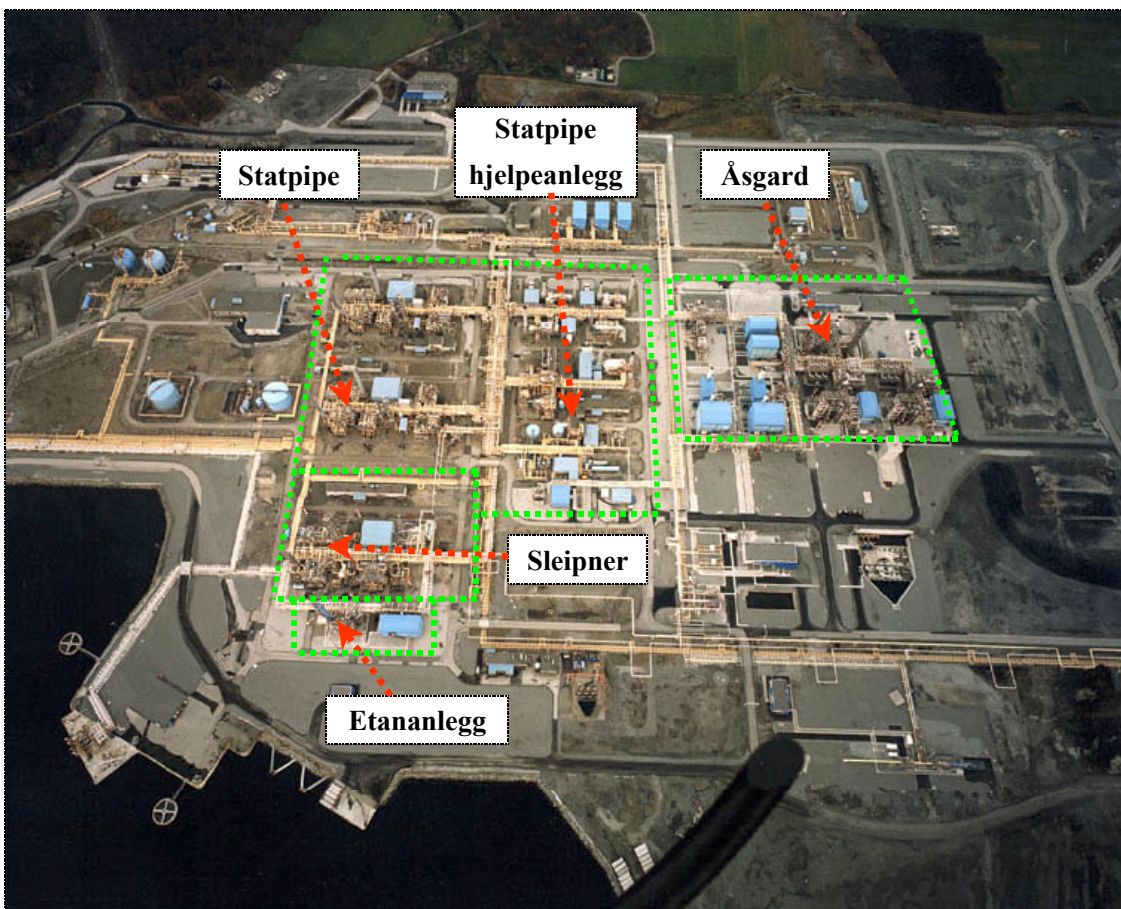 Statpipe
hjelpeanlegg
Statpipe
Åsgard
Sleipner
Etananlegg